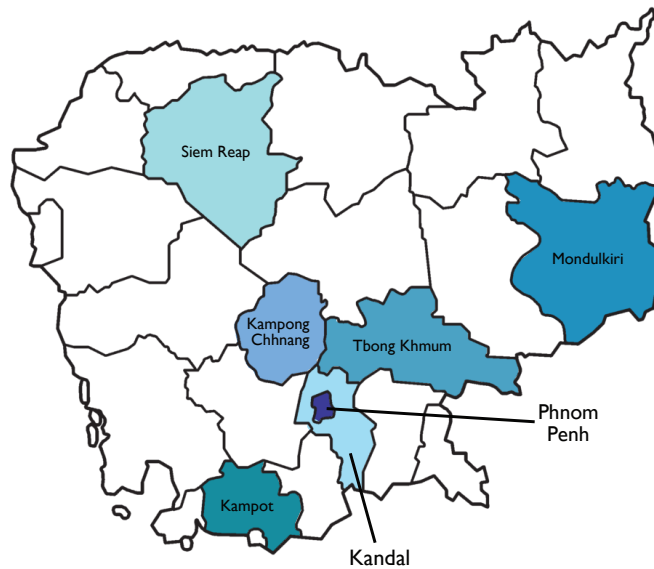 Siem Reap
Mondulkiri
Kampong
Chhnang
Tbong Khmum
Phnom
Penh
Kampot
Kandal